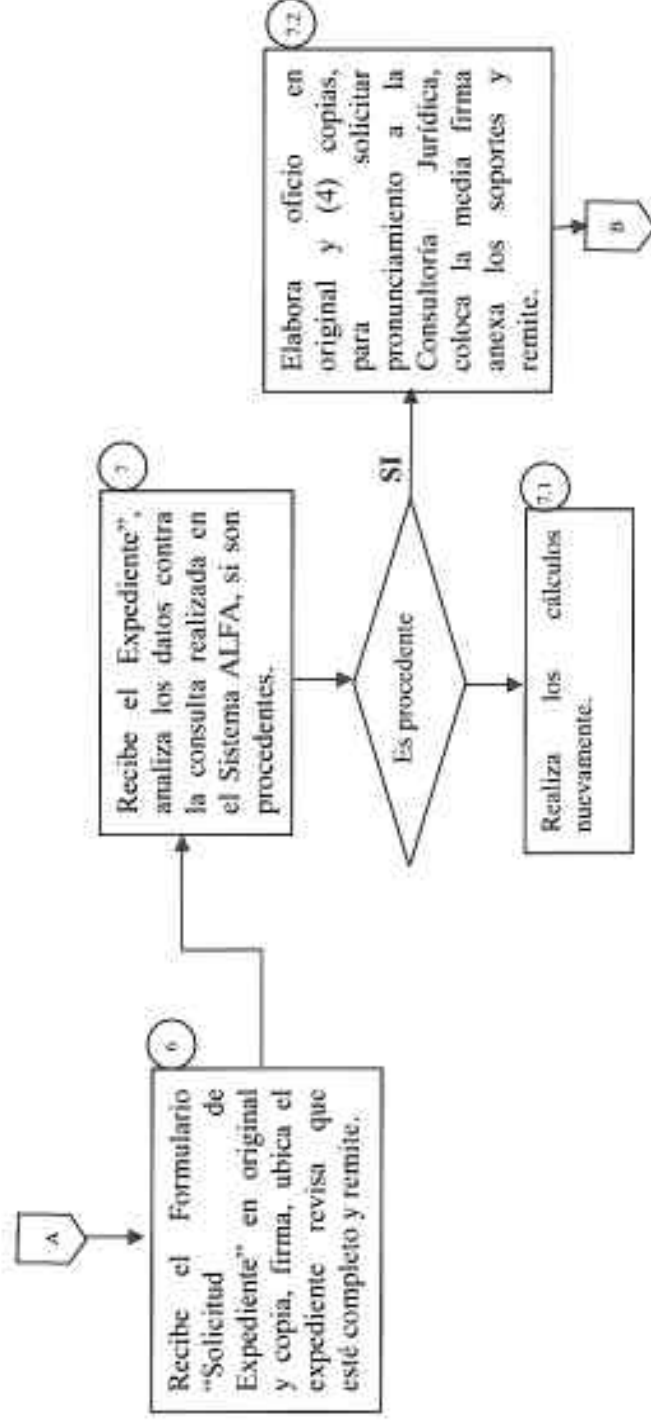 A
6
Recibe el Formulario
“Solicitud de
Expediente” en original
y copia, firma, ubica el
expediente revisa que
esté completo y remite.
7
Recibe el Expediente”,
analiza los datos contra
la consulta realizada en
el Sistema ALFA, si son
procedentes.
Es procedente
SI
7.1
Realiza los cálculos
nuevamente.
7.2
Elabora oficio en
original y (4) copias,
para solicitar
pronunciamiento a la
Consultoría Jurídica,
coloca la media firma
anexa los soportes y
remite.
B